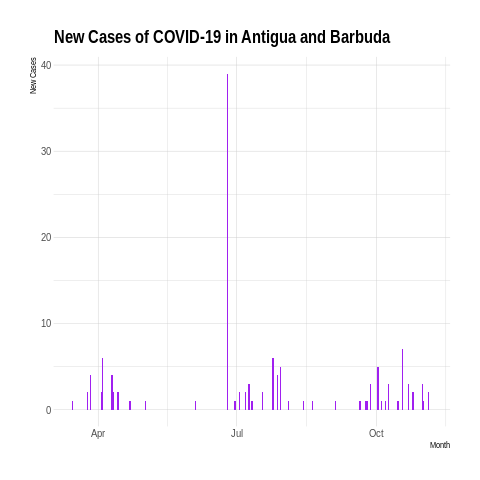 New Cases of COVID-19 in Antigua and Barbuda
New Cases
40
30
20
10
0
Apr
Jul
Oct
Month